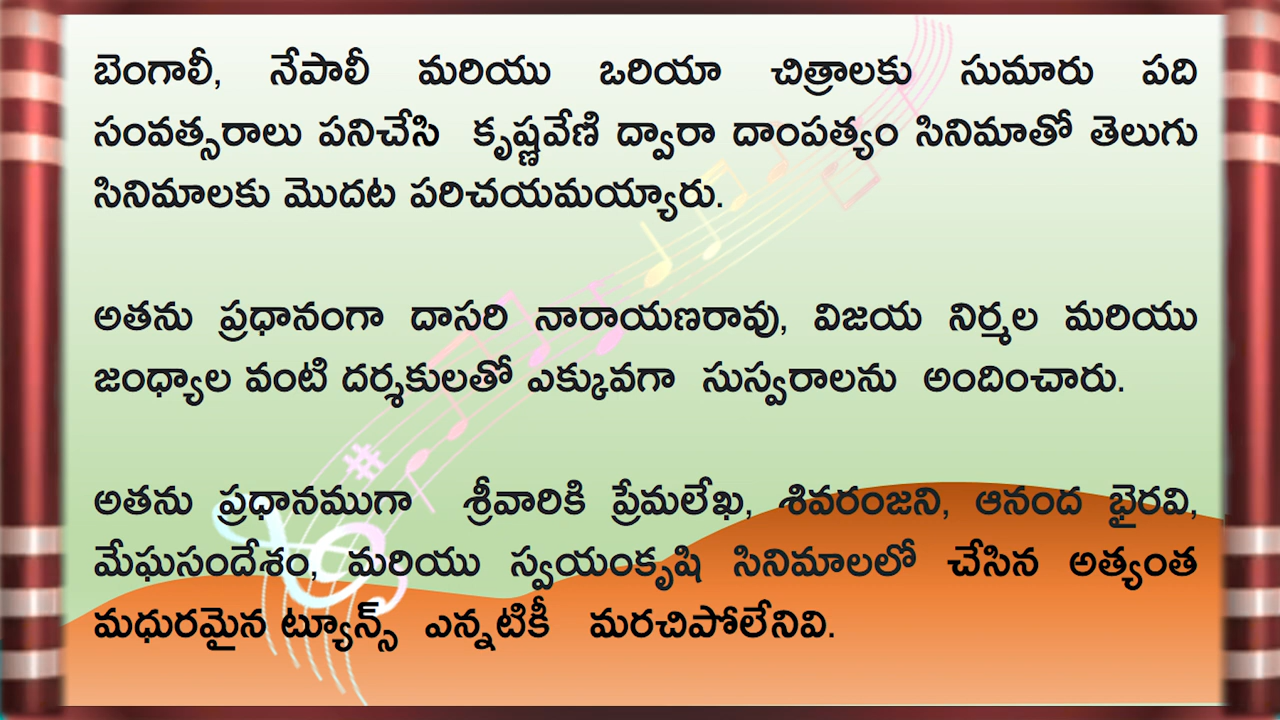 బెంగాలీ, నేపాలీ మరియు ఒరియా చిత్రాలకు సుమారు పది
సంవత్సరాలు పనిచేసి కృష్ణవేణి ద్వారా దాంపత్యం సినిమాతో తెలుగు
సినిమాలకు మొదట పరిచయమయ్యారు.
అతను ప్రధానంగా దాసరి నారాయణరావు, విజయ నిర్మల మరియు
జంధ్యాల వంటి దర్శకులతో ఎక్కువగా సుస్వరాలను అందించారు.
అతను ప్రధానముగా శ్రీవారికి ప్రేమలేఖ, శివరంజని, ఆనంద భైరవి,
మేఘసందేశం, మరియు స్వయంకృషి సినిమాలలో చేసిన అత్యంత
మధురమైన ట్యూన్స్ ఎన్నటికీ మరచిపోలేనివి.